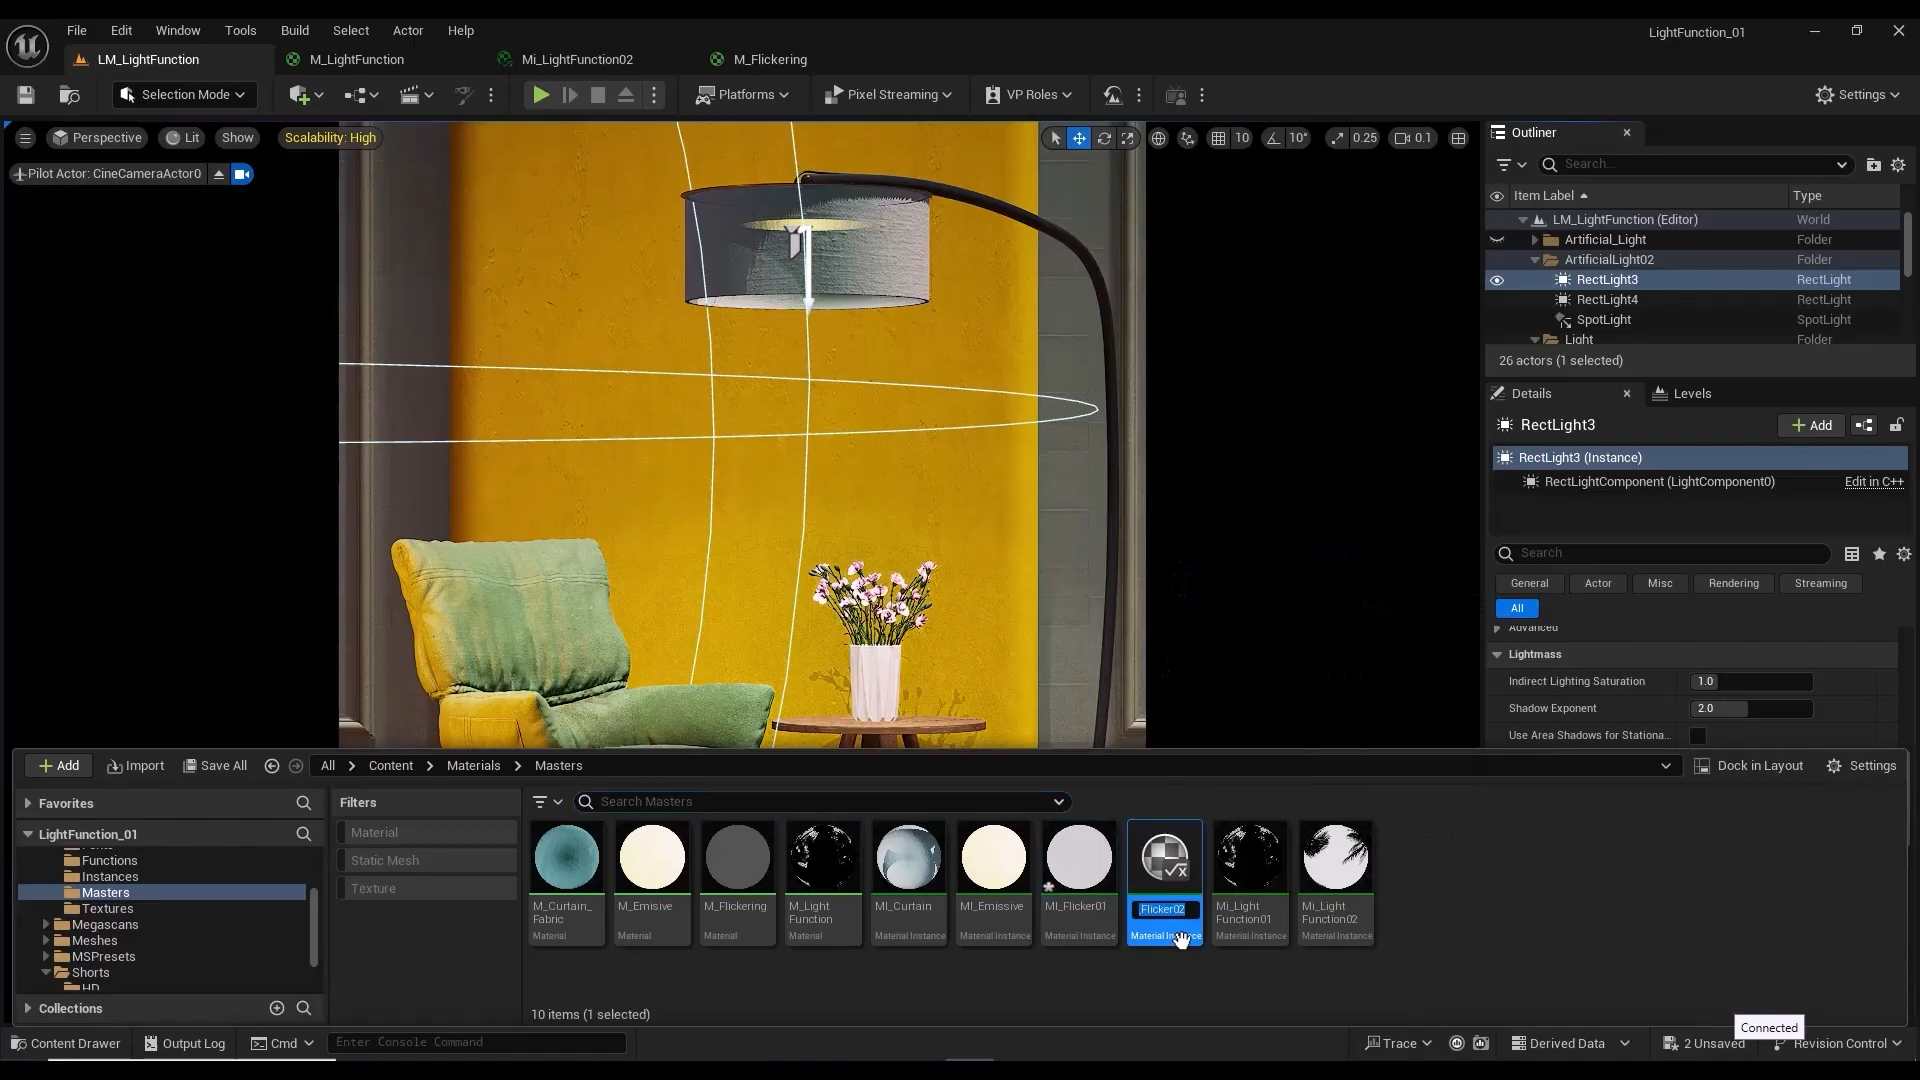 File Edit Window Tools Build Select Actor Help
LightFunction_01
LM_LightFunction
M_LightFunction
Mi_LightFunction02
M_Flickering
Selection Mode
Platforms
Pixel Streaming
VP Roles
Settings
Perspective
Lit
Show
Scalability: High
10
10°
0.25
0.1
Pilot Actor: CineCameraActor0
Outliner
Search...
Item Label
Type
LM_LightFunction (Editor) World
Artificial_Light Folder
ArtificialLight02 Folder
RectLight3 RectLight
RectLight4 RectLight
SpotLight SpotLight
Light Folder
26 actors (1 selected)
Details
Levels
RectLight3
Add
RectLight3 (Instance)
RectLightComponent (LightComponent0) Edit in C++
Search
General Actor Misc Rendering Streaming
All
Advanced
Lightmass
Indirect Lighting Saturation 1.0
Shadow Exponent 2.0
Use Area Shadows for Stationa...
Add
Import
Save All
All > Content > Materials > Masters
Dock in Layout
Settings
Favorites
LightFunction_01
Functions
Instances
Masters
Textures
Megascans
Meshes
MSPresets
Shorts
HD
Collections
Filters
Material
Static Mesh
Texture
Search Masters
M_Curtain_
Fabric
Material
M_Emisive
Material
M_Flickering
Material
M_Light
Function
Material
MI_Curtain
Material Instance
MI_Emissive
Material Instance
MI_Flicker01
Material Instance
_Flicker02
Material Instance
Mi_Light
Function01
Material Instance
Mi_Light
Function02
Material Instance
10 items (1 selected)
Connected
Content Drawer
Output Log
Cmd
Enter Console Command
Trace
Derived Data
2 Unsaved
Revision Control